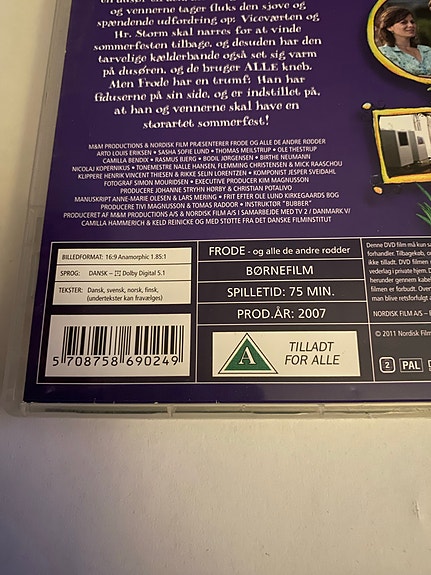 og vennerne tager fluks den sjove og
spændende udfordring op: Viceværten og
Hr. Storm skal narres for at vinde
sommerfesten tilbage, og desuden har den
tarvelige kælderbande også set sig varm
på dusøren, og de bruger ALLE kneb.
Men Frode har en trumf: Han har
fiduserne på sin side, og er indstillet på,
at han og vennerne skal have en
storartet sommerfest!
M&M PRODUCTIONS & NORDISK FILM PRÆSENTERER FRODE OG ALLE DE ANDRE RØDDER
ARTO LOUIS ERIKSEN • SASHA SOFIE LUND • THOMAS MEILSTRUP • OLE THESTRUP
CAMILLA BENDIX • RASMUS BJERG • BODIL JØRGENSEN • BIRTHE NEUMANN
NICOLAJ KOPERNIKUS • TONEMESTRE NALLE HANSEN, FLEMMING CHRISTENSEN & MICK RAASCHOU
KLIPPERE HENRIK VINCENT THIESEN & RIKKE SELIN LORENTZEN • KOMPONIST JESPER SVEIDAHL
FOTOGRAF SIMON MOURIDSEN • EXECUTIVE PRODUCER KIM MAGNUSSON
PRODUCERE JOHANNE STRYHN HØRBY & CHRISTIAN POTALIVO
MANUSKRIPT ANNE-MARIE OLESEN & LARS MERING • FRIT EFTER OLE LUND KIRKEGAARDS BOG
PRODUCERE TIVI MAGNUSSON & TOMAS RADOOR • INSTRUKTOR "BUBBER"
PRODUCERET AF M&M PRODUCTIONS A/S & NORDISK FILM A/S I SAMARBEJDE MED TV 2 / DANMARK V/
CAMILLA HAMMERICH & KELD REINICKE OG MED STØTTE FRA DET DANSKE FILMINSTITUT
BILLEDFORMAT: 16:9 Anamorphic 1.85:1
SPROG: DANSK – Dolby Digital 5.1
TEKSTER: Dansk, svensk, norsk, finsk,
(undertekster kan fravælges)
5 708758 690249
FRODE - og alle de andre rødder
BØRNEFILM
SPILLETID: 75 MIN.
PROD.ÅR: 2007
A
TILLADT
FOR ALLE
Denne DVD film må kun sæ
forhandler. Tilbagekøb, o
ikke tilladt. DVD filmen
vederlag i private hjem.
herunder gennem kabel
filmen er forbudt. Over
man blive retsforfulgt
NORDISK FILM A/S –
© 2011 Nordisk Film
2 PAL